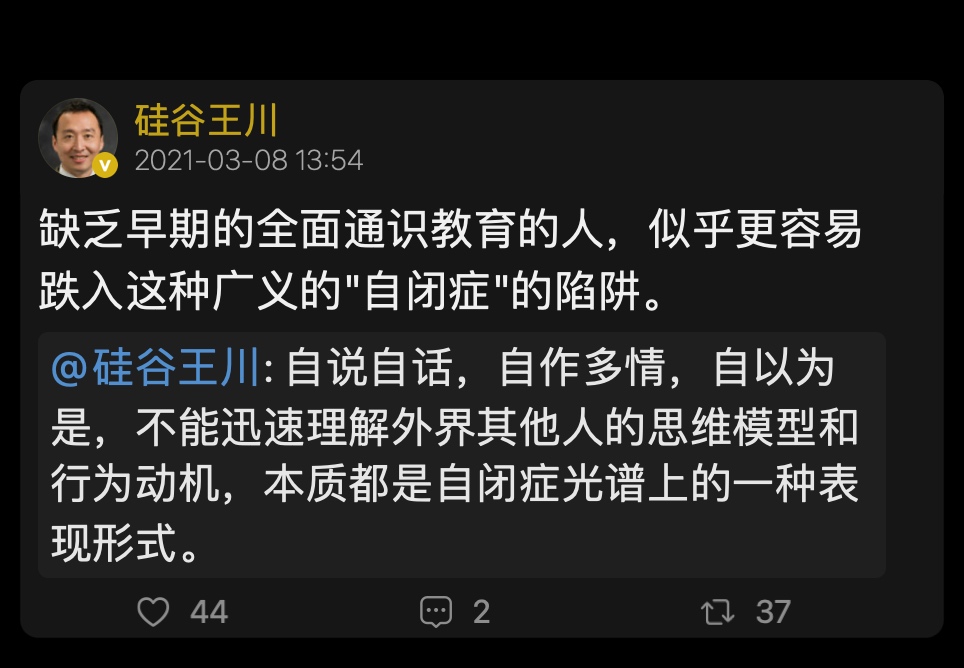 硅谷王川
V
2021-03-08 13:54
缺乏早期的全面通识教育的人，似乎更容易
跌入这种广义的"自闭症"的陷阱。
@硅谷王川: 自说自话，自作多情，自以为
是，不能迅速理解外界其他人的思维模型和
行为动机，本质都是自闭症光谱上的一种表
现形式。
44
2
37